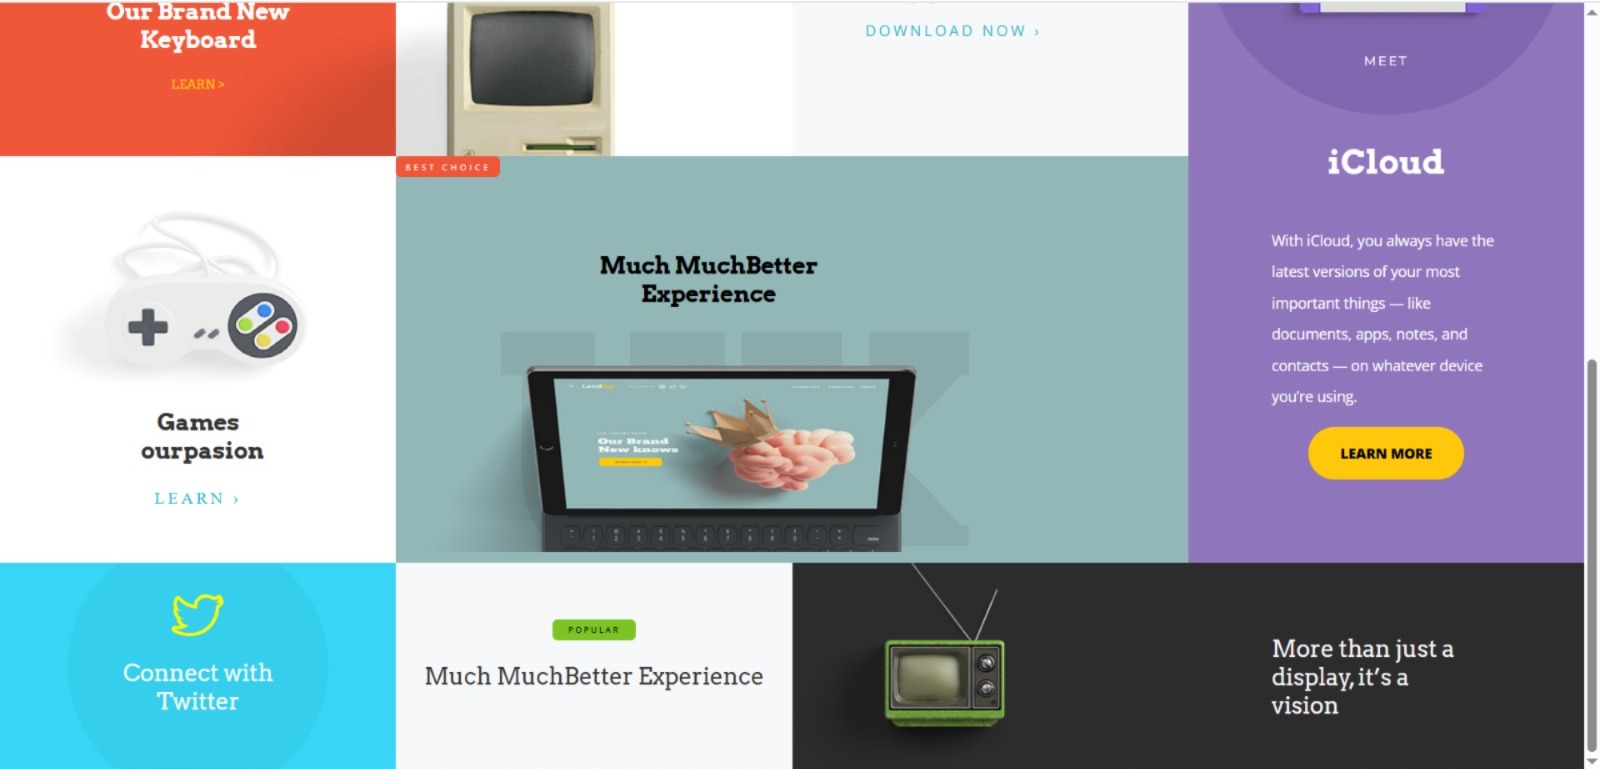 Our Brand New
Keyboard
LEARN >
DOWNLOAD NOW ›
MEET
iCloud
With iCloud, you always have the
latest versions of your most
important things — like
documents, apps, notes, and
contacts — on whatever device
you're using.
LEARN MORE
BEST CHOICE
Much MuchBetter
Experience
Our Brand
New knows
Games
ourpasion
LEARN ›
Connect with
Twitter
POPULAR
Much MuchBetter Experience
More than just a
display, it's a
vision